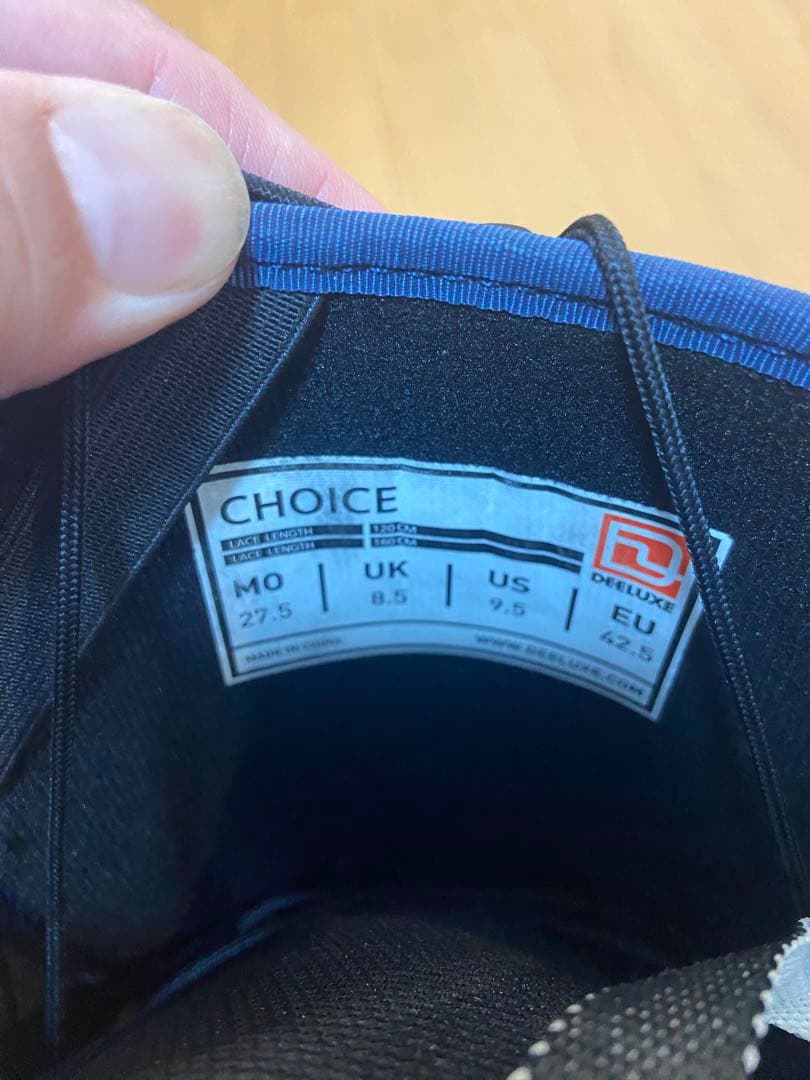 CHOICE
LACE LENGTH 120 CM
LACE LENGTH 160 CM
DEELUXE
MO | UK | US | EU
27.5 8.5 9.5 42.5
MADE IN CHINA WWW.DEELUXE.COM